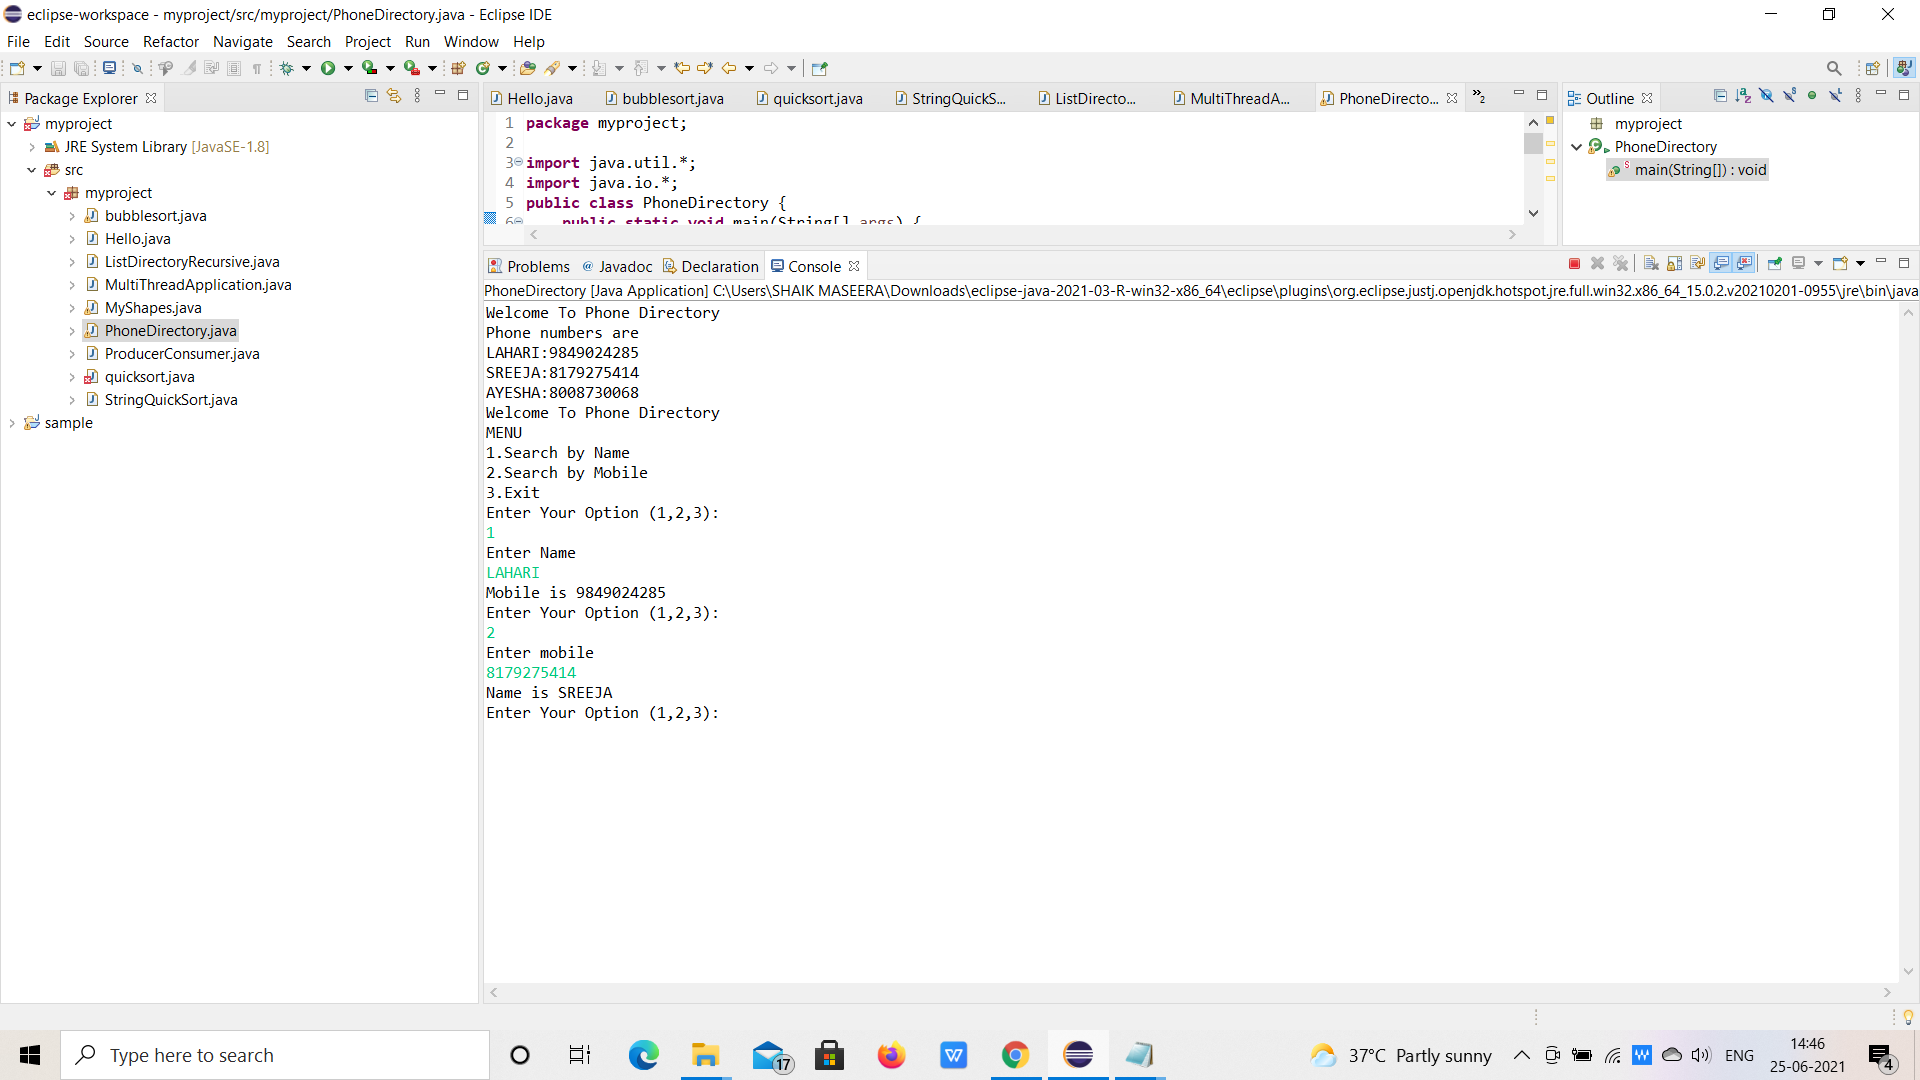 eclipse-workspace - myproject/src/myproject/PhoneDirectory.java - Eclipse IDE
File Edit Source Refactor Navigate Search Project Run Window Help
Package Explorer
myproject
JRE System Library [JavaSE-1.8]
src
myproject
bubblesort.java
Hello.java
ListDirectoryRecursive.java
MultiThreadApplication.java
MyShapes.java
PhoneDirectory.java
ProducerConsumer.java
quicksort.java
StringQuickSort.java
sample
Hello.java bubblesort.java quicksort.java StringQuickS... ListDirecto... MultiThreadA... PhoneDirecto... »2
1 package myproject;
2
3 import java.util.*;
4 import java.io.*;
5 public class PhoneDirectory {
6 public static void main(String[] args) {
Outline
myproject
PhoneDirectory
main(String[]) : void
Problems @ Javadoc Declaration Console
PhoneDirectory [Java Application] C:\Users\SHAIK MASEERA\Downloads\eclipse-java-2021-03-R-win32-x86_64\eclipse\plugins\org.eclipse.justj.openjdk.hotspot.jre.full.win32.x86_64_15.0.2.v20210201-0955\jre\bin\java
Welcome To Phone Directory
Phone numbers are
LAHARI:9849024285
SREEJA:8179275414
AYESHA:8008730068
Welcome To Phone Directory
MENU
1.Search by Name
2.Search by Mobile
3.Exit
Enter Your Option (1,2,3):
1
Enter Name
LAHARI
Mobile is 9849024285
Enter Your Option (1,2,3):
2
Enter mobile
8179275414
Name is SREEJA
Enter Your Option (1,2,3):
Type here to search
17
37°C Partly sunny
ENG
14:46
25-06-2021
4